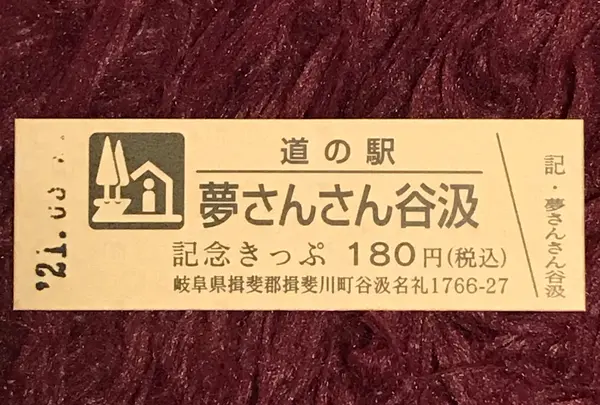 道の駅
夢さんさん谷汲
記念きっぷ 180円(税込)
岐阜県揖斐郡揖斐川町谷汲名礼1766-27
記・夢さんさん谷汲
'21.03